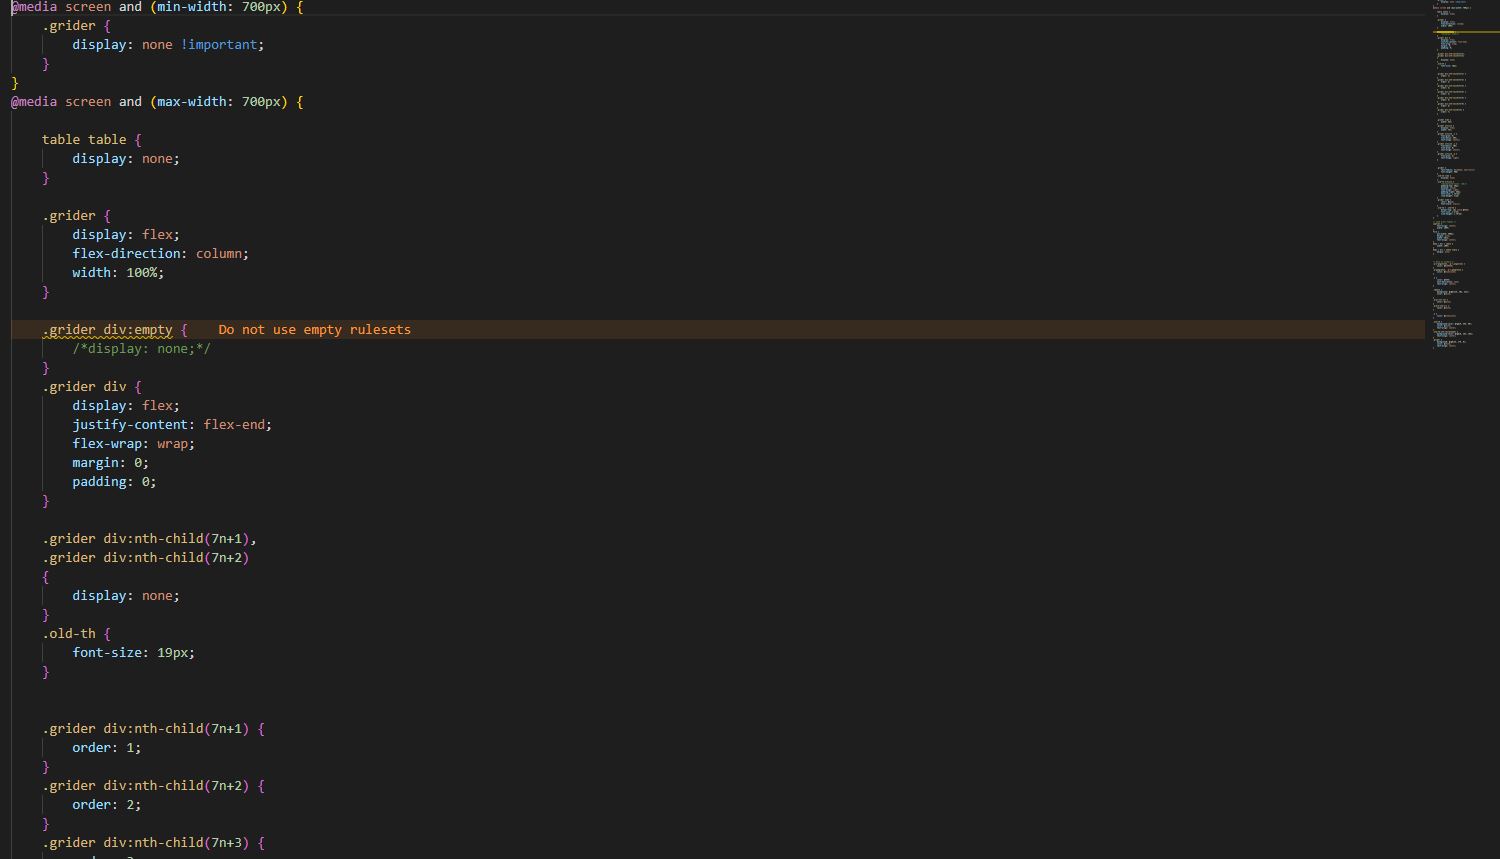 @media screen and (min-width: 700px) {
.grider {
display: none !important;
}
}
@media screen and (max-width: 700px) {
table table {
display: none;
}
.grider {
display: flex;
flex-direction: column;
width: 100%;
}
.grider div:empty { Do not use empty rulesets
/*display: none;*/
}
.grider div {
display: flex;
justify-content: flex-end;
flex-wrap: wrap;
margin: 0;
padding: 0;
}
.grider div:nth-child(7n+1),
.grider div:nth-child(7n+2)
{
display: none;
}
.old-th {
font-size: 19px;
}
.grider div:nth-child(7n+1) {
order: 1;
}
.grider div:nth-child(7n+2) {
order: 2;
}
.grider div:nth-child(7n+3) {